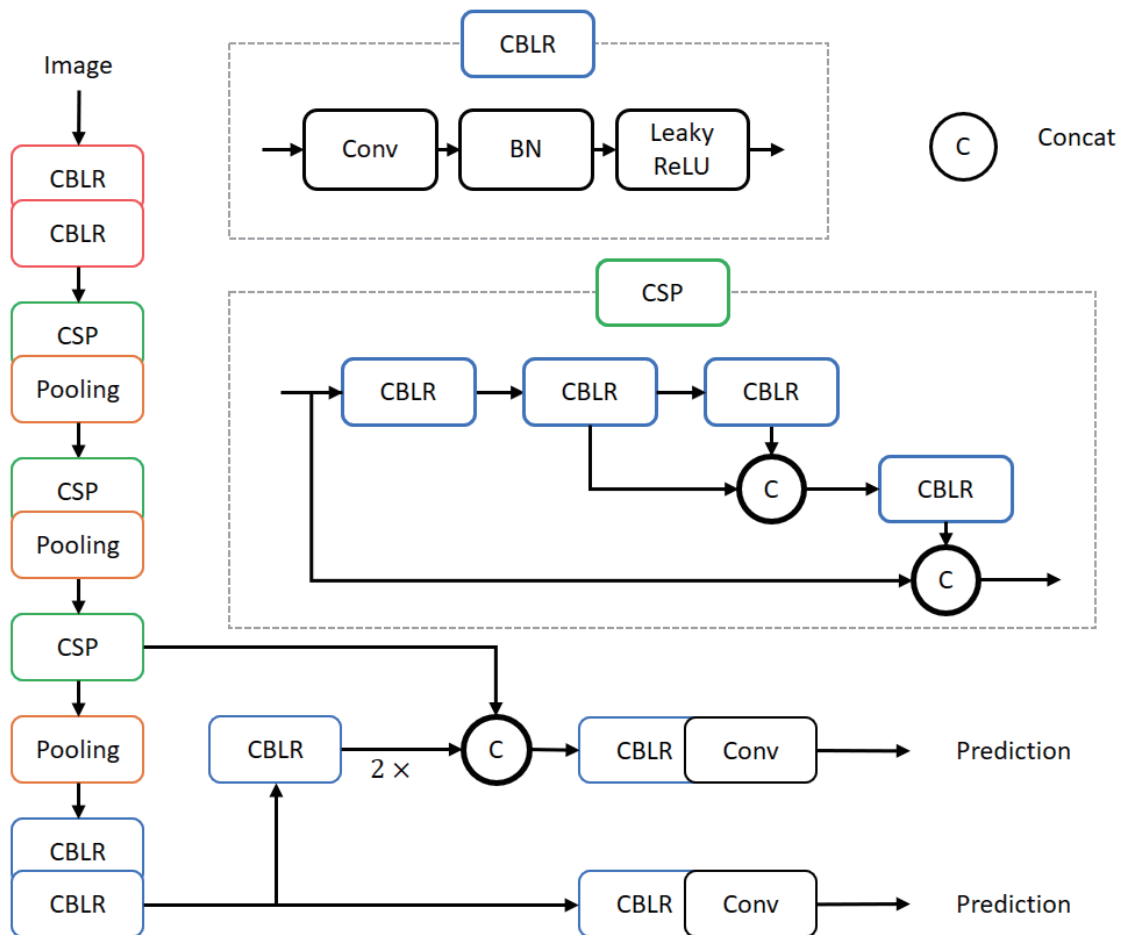 Image
CBLR
CBLR
CSP
Pooling
CSP
Pooling
CSP
Pooling
CBLR
CBLR
CBLR
Conv
BN
Leaky
ReLU
C
Concat
CSP
CBLR
CBLR
CBLR
C
CBLR
C
CBLR
2 ×
C
CBLR
Conv
Prediction
CBLR
Conv
Prediction